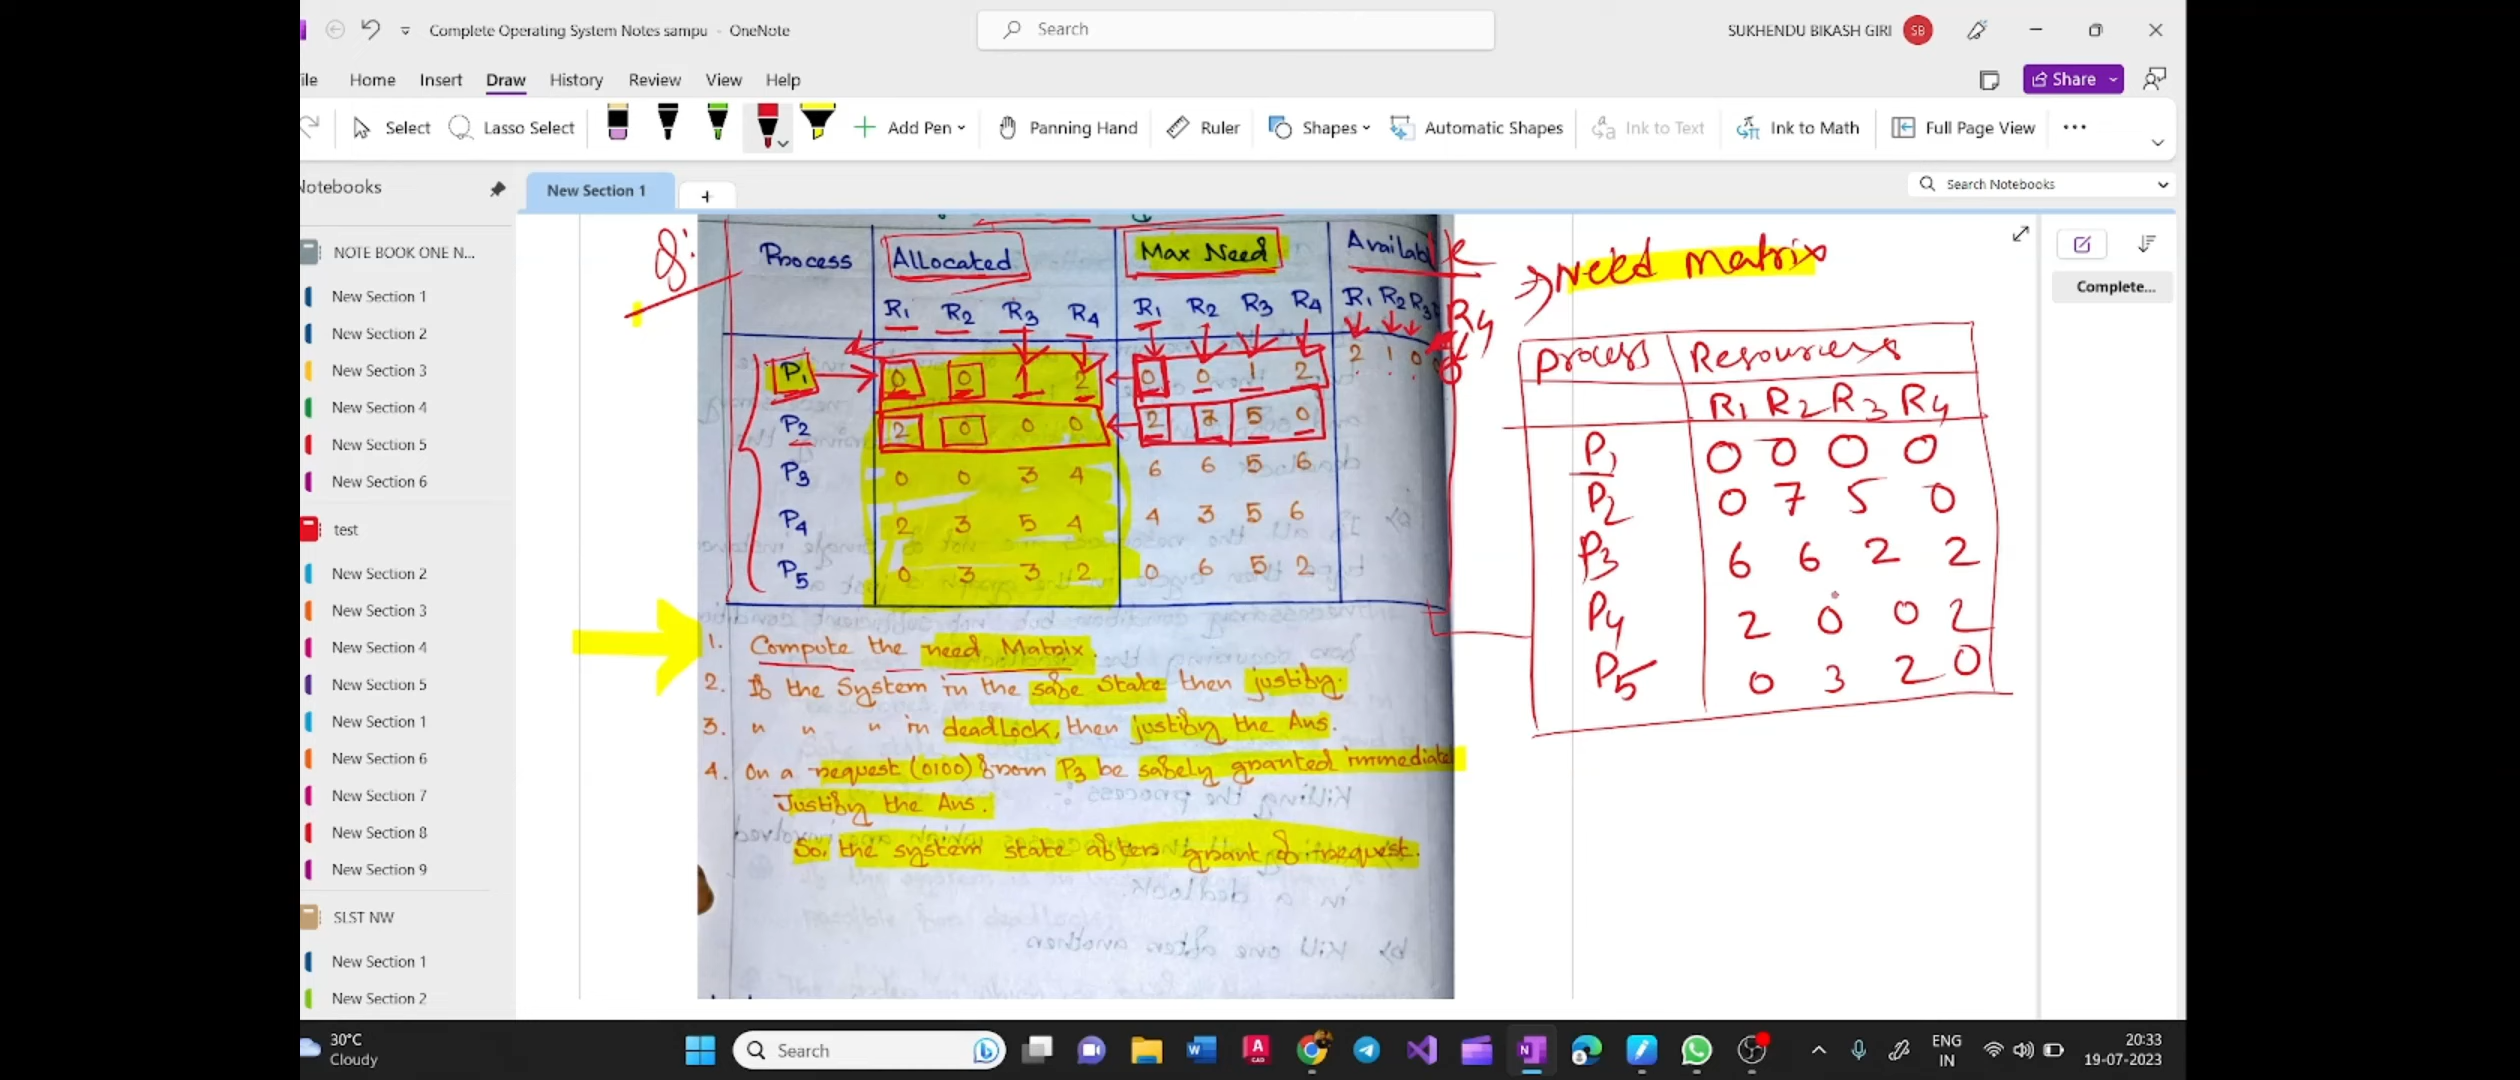 Complete Operating System Notes sampu - OneNote
Search
SUKHENDU BIKASH GIRI SB
ile Home Insert Draw History Review View Help
Share
Select Lasso Select Add Pen Panning Hand Ruler Shapes Automatic Shapes Ink to Text Ink to Math Full Page View
Notebooks
New Section 1
Search Notebooks
NOTE BOOK ONE N...
New Section 1
New Section 2
New Section 3
New Section 4
New Section 5
New Section 6
test
New Section 2
New Section 3
New Section 4
New Section 5
New Section 1
New Section 6
New Section 7
New Section 8
New Section 9
SLST NW
New Section 1
New Section 2
Process Allocated Max Need Available
R1 R2 R3 R4 R1 R2 R3 R4 R1 R2 R3 R4
P1 0 0 1 2 0 0 1 2 2 1 0 0
P2 2 0 0 0 2 7 5 0
P3 0 0 3 4 6 6 5 6
P4 2 3 5 4 4 3 5 6
P5 0 3 3 2 0 6 5 2
1. Compute the need Matrix.
2. If the System in the safe State then justify.
3. " " " in deadlock, then justify the Ans.
4. On a request (0100) from P3 be safely granted immediate
Justify the Ans.
So, the system state after grant of request.
Need matrix
Process Resources
R1 R2 R3 R4
P1 0 0 0 0
P2 0 7 5 0
P3 6 6 2 2
P4 2 0 0 2
P5 0 3 2 0
Complete...
30°C
Cloudy
Search
ENG
IN
20:33
19-07-2023